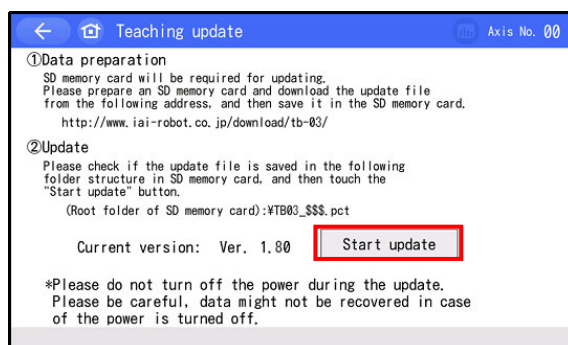 Teaching update
Axis No. 00
①Data preparation
SD memory card will be required for updating.
Please prepare an SD memory card and download the update file
from the following address, and then save it in the SD memory card.
http://www.iai-robot.co.jp/download/tb-03/
②Update
Please check if the update file is saved in the following
folder structure in SD memory card, and then touch the
"Start update" button.
(Root folder of SD memory card):¥TB03_$$$.pct
Current version: Ver. 1.80
Start update
*Please do not turn off the power during the update.
Please be careful, data might not be recovered in case
of the power is turned off.